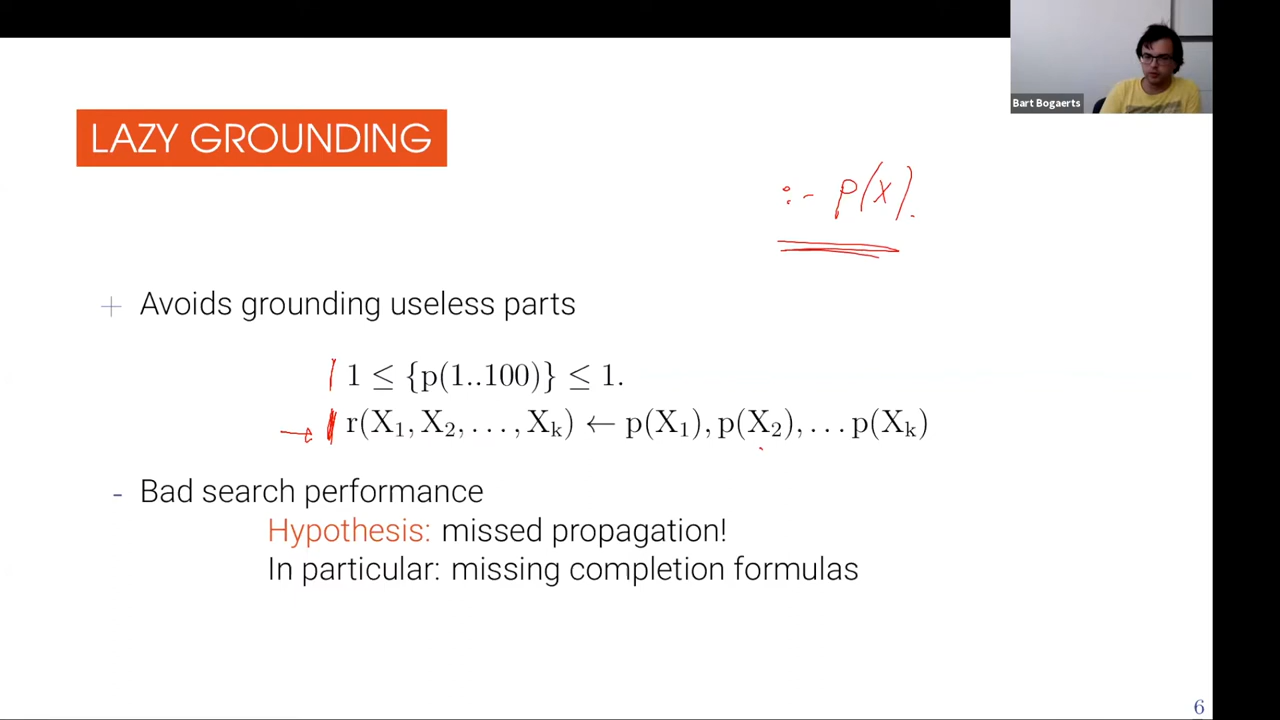 Bart Bogaerts
LAZY GROUNDING
:- p(X).
+ Avoids grounding useless parts
1 ≤ {p(1..100)} ≤ 1.
r(X₁, X₂, …, Xₖ) ← p(X₁), p(X₂), … p(Xₖ)
- Bad search performance
Hypothesis: missed propagation!
In particular: missing completion formulas
6